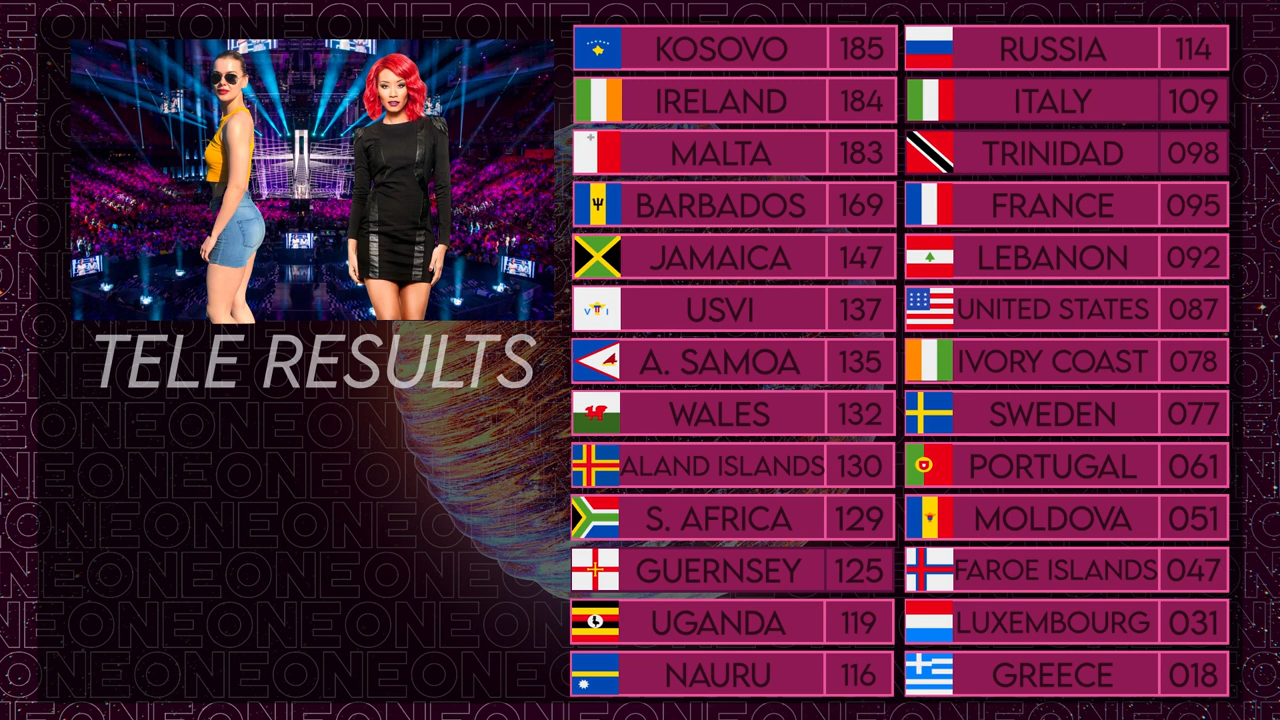 TELE RESULTS
KOSOVO 185
IRELAND 184
MALTA 183
BARBADOS 169
JAMAICA 147
USVI 137
A. SAMOA 135
WALES 132
ALAND ISLANDS 130
S. AFRICA 129
GUERNSEY 125
UGANDA 119
NAURU 116
RUSSIA 114
ITALY 109
TRINIDAD 098
FRANCE 095
LEBANON 092
UNITED STATES 087
IVORY COAST 078
SWEDEN 077
PORTUGAL 061
MOLDOVA 051
FAROE ISLANDS 047
LUXEMBOURG 031
GREECE 018